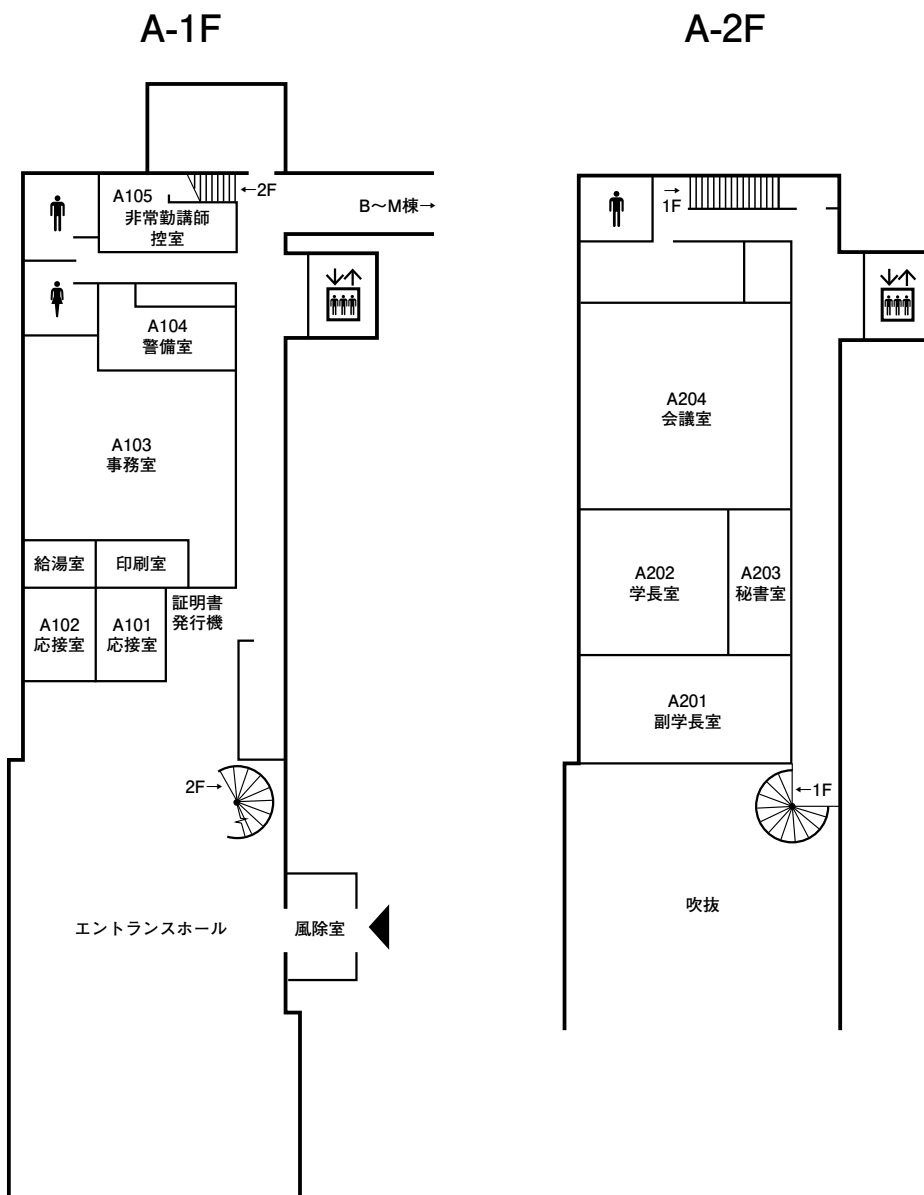 A-1F
A105
非常勤講師
控室
←2F
B～M棟→
A104
警備室
A103
事務室
給湯室
印刷室
A102
応接室
A101
応接室
証明書
発行機
2F→
エントランスホール
風除室
A-2F
→
1F
A204
会議室
A202
学長室
A203
秘書室
A201
副学長室
←1F
吹抜